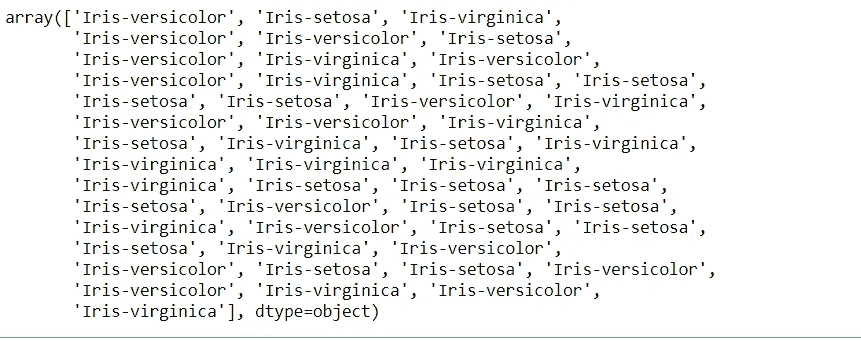 array(['Iris-versicolor', 'Iris-setosa', 'Iris-virginica',
'Iris-versicolor', 'Iris-versicolor', 'Iris-setosa',
'Iris-versicolor', 'Iris-virginica', 'Iris-versicolor',
'Iris-versicolor', 'Iris-virginica', 'Iris-setosa', 'Iris-setosa',
'Iris-setosa', 'Iris-setosa', 'Iris-versicolor', 'Iris-virginica',
'Iris-versicolor', 'Iris-versicolor', 'Iris-virginica',
'Iris-setosa', 'Iris-virginica', 'Iris-setosa', 'Iris-virginica',
'Iris-virginica', 'Iris-virginica', 'Iris-virginica',
'Iris-virginica', 'Iris-setosa', 'Iris-setosa', 'Iris-setosa',
'Iris-setosa', 'Iris-versicolor', 'Iris-setosa', 'Iris-setosa',
'Iris-virginica', 'Iris-versicolor', 'Iris-setosa', 'Iris-setosa',
'Iris-setosa', 'Iris-virginica', 'Iris-versicolor',
'Iris-versicolor', 'Iris-setosa', 'Iris-setosa', 'Iris-versicolor',
'Iris-versicolor', 'Iris-virginica', 'Iris-versicolor',
'Iris-virginica'], dtype=object)